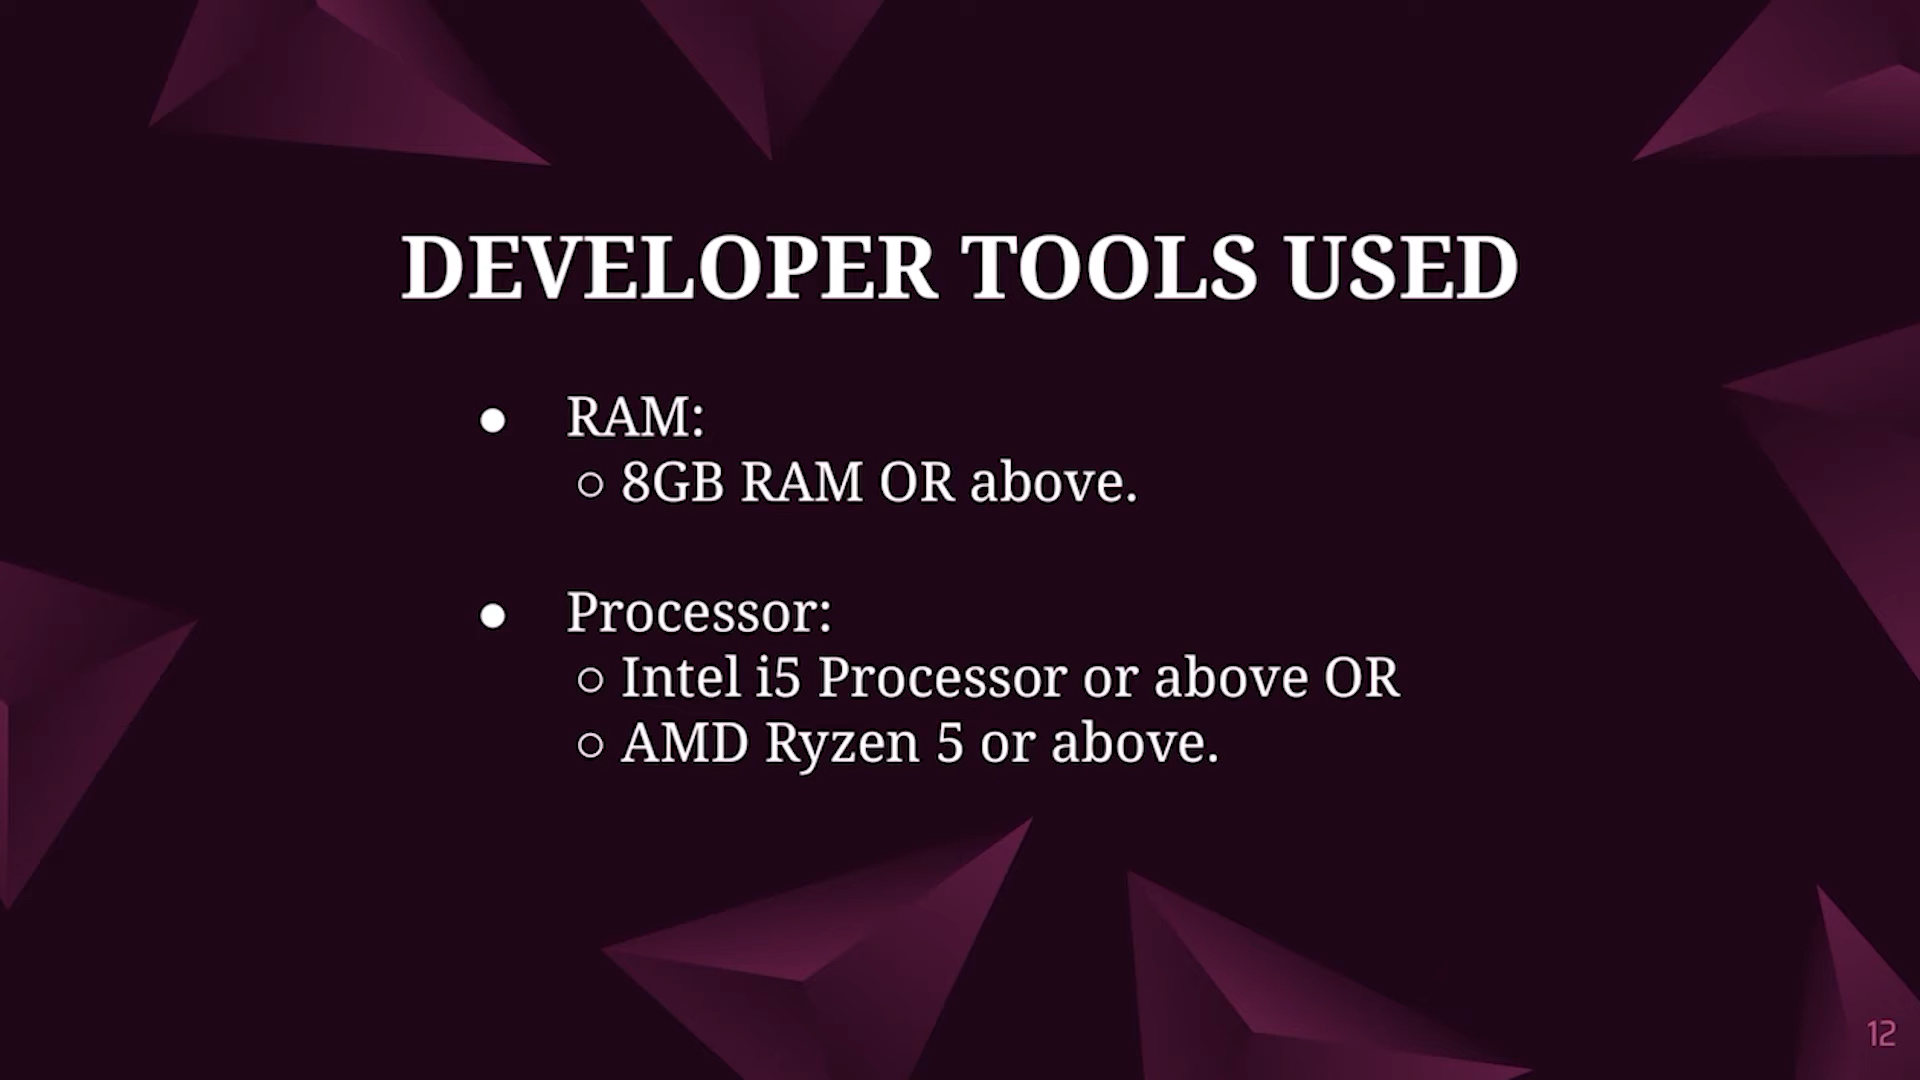 DEVELOPER TOOLS USED
● RAM:
○ 8GB RAM OR above.
● Processor:
○ Intel i5 Processor or above OR
○ AMD Ryzen 5 or above.
12